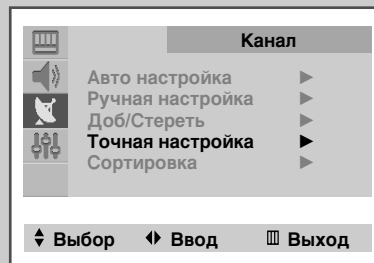 Канал
Авто настройка ▶
Ручная настройка ▶
Доб/Стереть ▶
Точная настройка ▶
Сортировка ▶
Выбор Ввод Выход